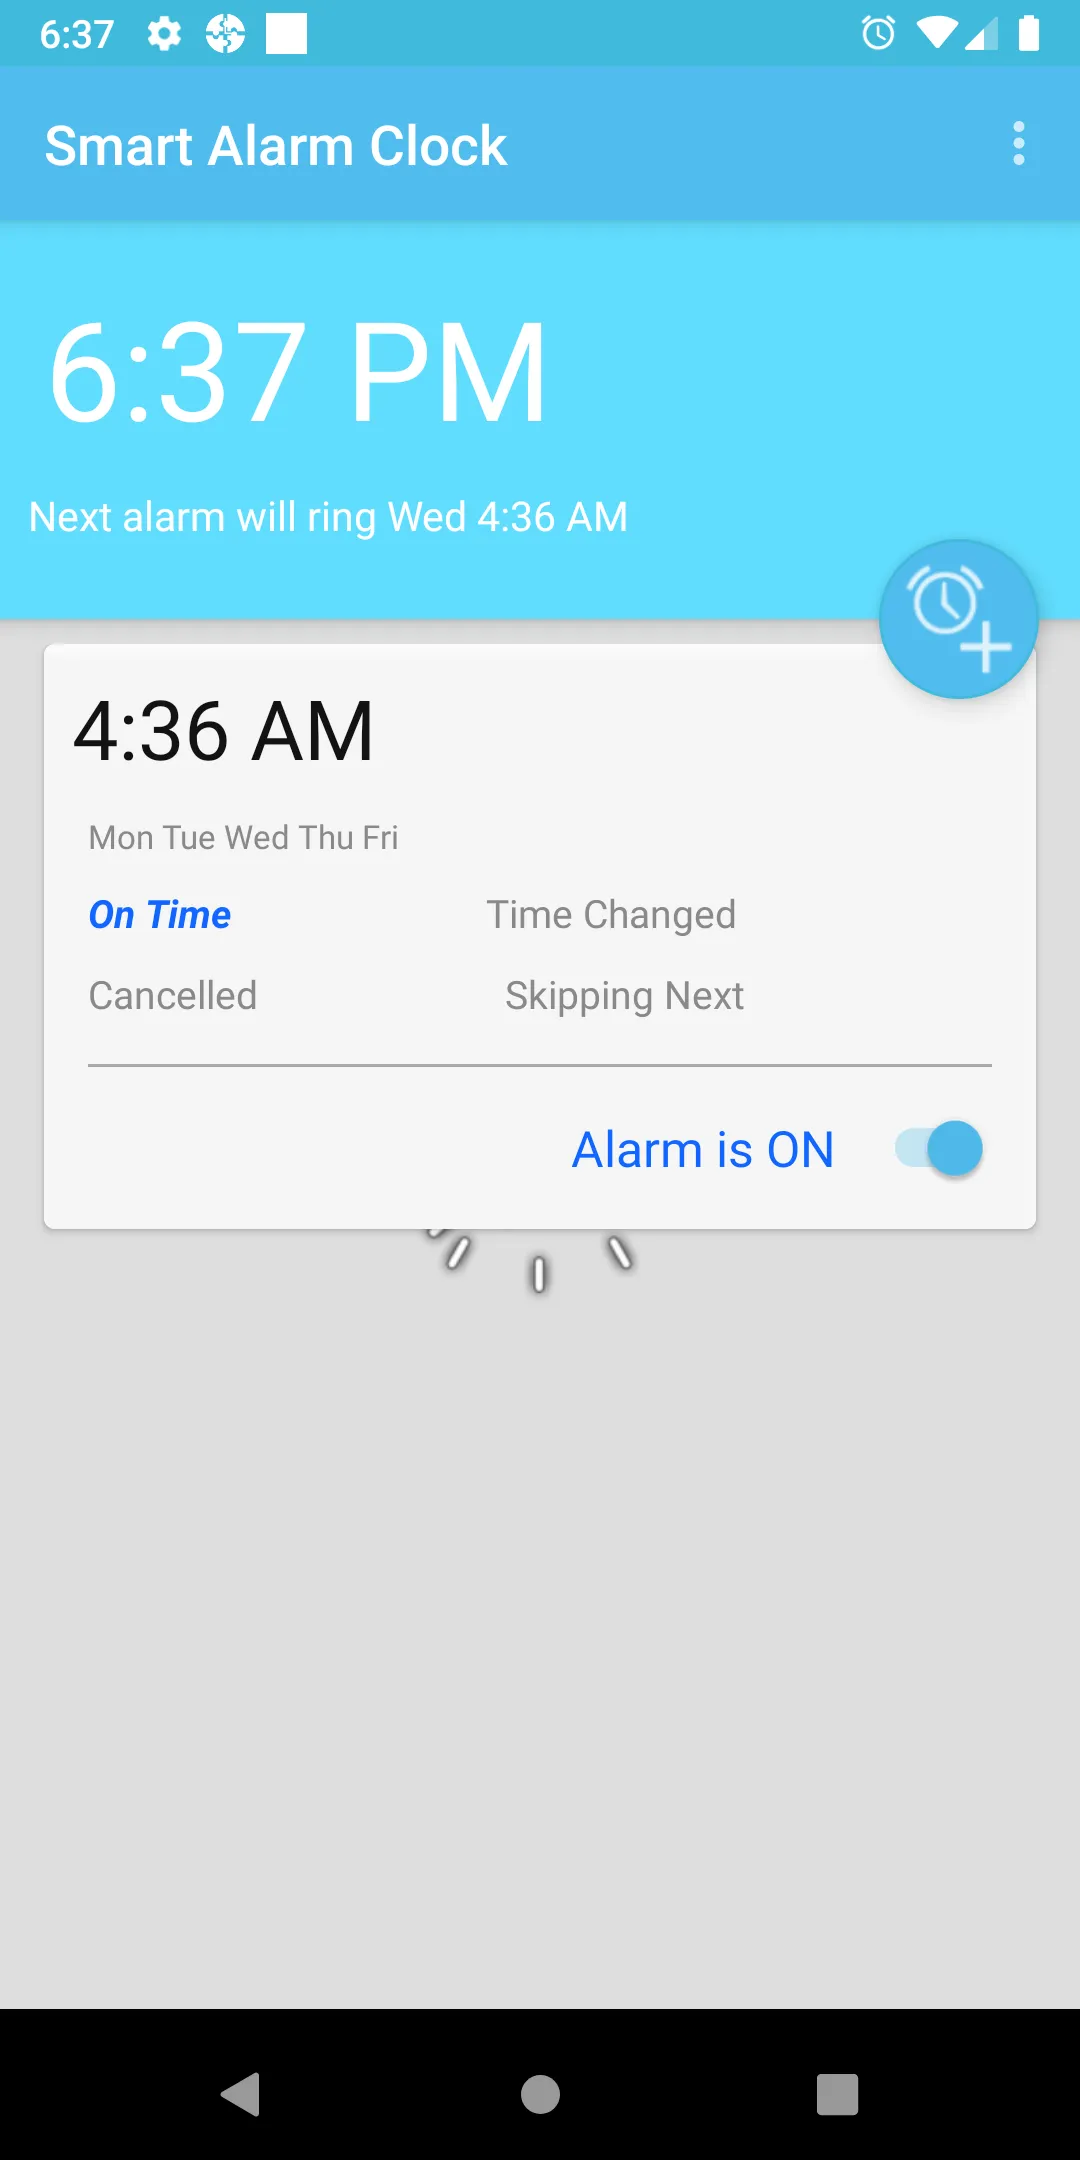 6:37
Smart Alarm Clock
6:37 PM
Next alarm will ring Wed 4:36 AM
4:36 AM
Mon Tue Wed Thu Fri
On Time Time Changed
Cancelled Skipping Next
Alarm is ON